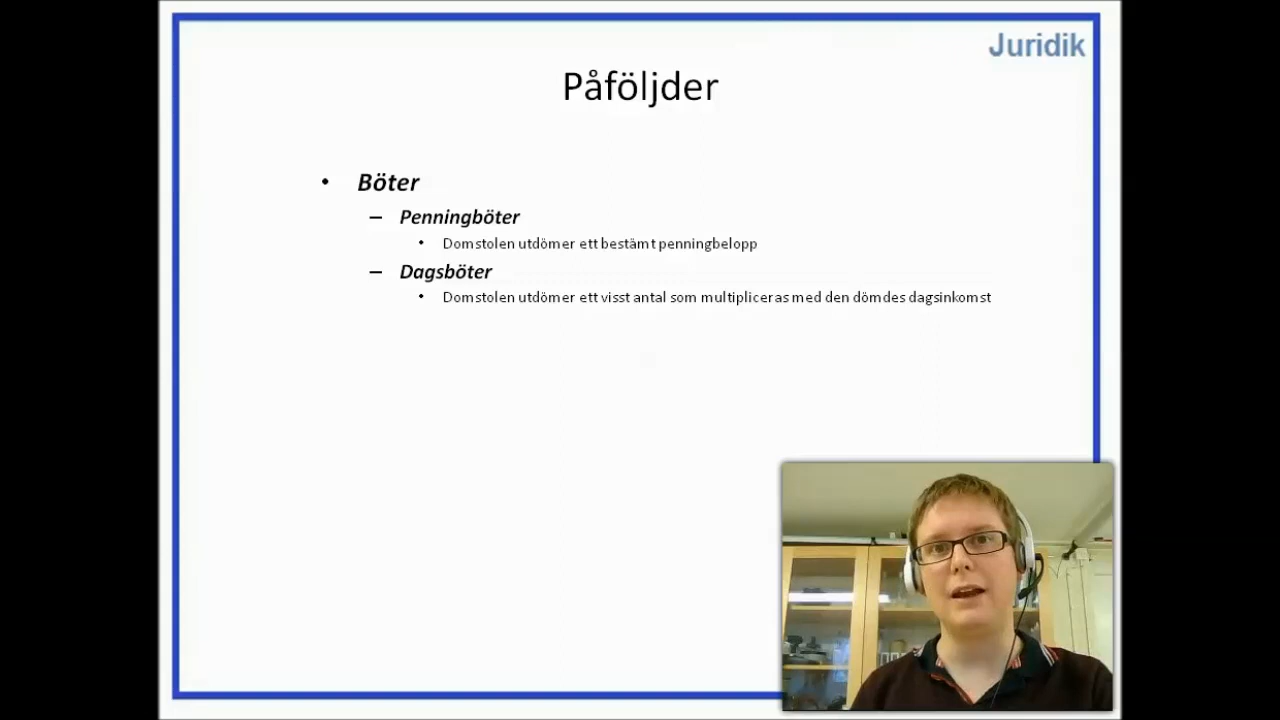 Juridik
Påföljder
• Böter
– Penningböter
• Domstolen utdömer ett bestämt penningbelopp
– Dagsböter
• Domstolen utdömer ett visst antal som multipliceras med den dömdes dagsinkomst